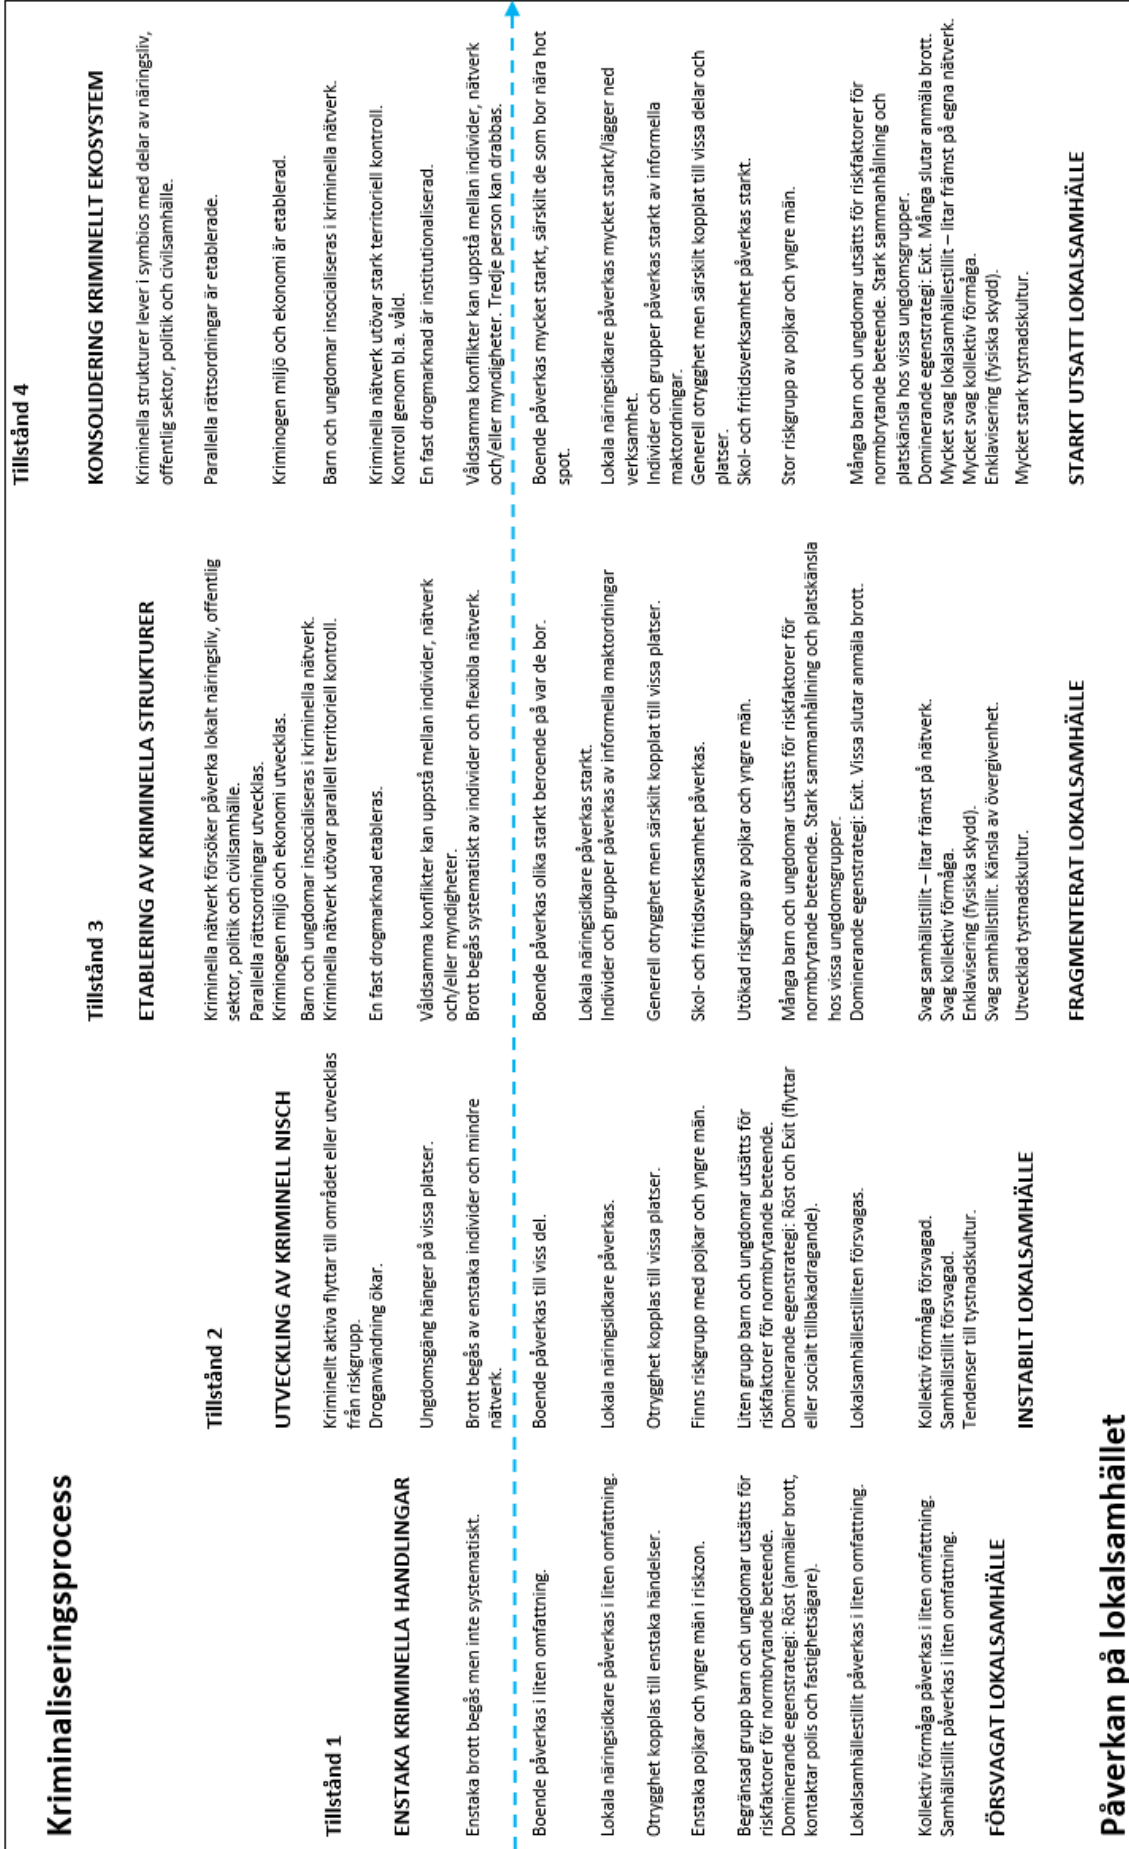 Kriminaliseringsprocess
Tillstånd 1
ENSTAKA KRIMINELLA HANDLINGAR
Enstaka brott begås men inte systematiskt.
Boende påverkas i liten omfattning.
Lokala näringsidkare påverkas i liten omfattning.
Otrygghet kopplas till enstaka händelser.
Enstaka pojkar och yngre män i riskzon.
Begränsad grupp barn och ungdomar utsätts för
riskfaktorer för normbrytande beteende.
Dominerande egenstrategi: Röst (anmäler brott,
kontaktar polis och fastighetsägare).
Lokalsamhällestillit påverkas i liten omfattning.
Kollektiv förmåga påverkas i liten omfattning.
Samhällstillit påverkas i liten omfattning.
FÖRSVAGAT LOKALSAMHÄLLE
Tillstånd 2
UTVECKLING AV KRIMINELL NISCH
Kriminellt aktiva flyttar till området eller utvecklas
från riskgrupp.
Droganvändning ökar.
Ungdomsgäng hänger på vissa platser.
Brott begås av enstaka individer och mindre
nätverk.
Boende påverkas till viss del.
Lokala näringsidkare påverkas.
Otrygghet kopplas till vissa platser.
Finns riskgrupp med pojkar och yngre män.
Liten grupp barn och ungdomar utsätts för
riskfaktorer för normbrytande beteende.
Dominerande egenstrategi: Röst och Exit (flyttar
eller socialt tillbakadragande).
Lokalsamhällestilliten försvagas.
Kollektiv förmåga försvagad.
Samhällstillit försvagad.
Tendenser till tystnadskultur.
INSTABILT LOKALSAMHÄLLE
Tillstånd 3
ETABLERING AV KRIMINELLA STRUKTURER
Kriminella nätverk försöker påverka lokalt näringsliv, offentlig
sektor, politik och civilsamhälle.
Parallella rättsordningar utvecklas.
Kriminogen miljö och ekonomi utvecklas.
Barn och ungdomar insocialiseras i kriminella nätverk.
Kriminella nätverk utövar parallell territoriell kontroll.
En fast drogmarknad etableras.
Våldsamma konflikter kan uppstå mellan individer, nätverk
och/eller myndigheter.
Brott begås systematiskt av individer och flexibla nätverk.
Boende påverkas olika starkt beroende på var de bor.
Lokala näringsidkare påverkas starkt.
Individer och grupper påverkas av informella maktordningar
Generell otrygghet men särskilt kopplat till vissa platser.
Skol- och fritidsverksamhet påverkas.
Utökad riskgrupp av pojkar och yngre män.
Många barn och ungdomar utsätts för riskfaktorer för
normbrytande beteende. Stark sammanhållning och platskänsla
hos vissa ungdomsgrupper.
Dominerande egenstrategi: Exit. Vissa slutar anmäla brott.
Svag samhällstillit – litar främst på nätverk.
Svag kollektiv förmåga.
Enklavisering (fysiska skydd).
Svag samhällstillit. Känsla av övergivenhet.
Utvecklad tystnadskultur.
FRAGMENTERAT LOKALSAMHÄLLE
Tillstånd 4
KONSOLIDERING KRIMINELLT EKOSYSTEM
Kriminella strukturer lever i symbios med delar av näringsliv,
offentlig sektor, politik och civilsamhälle.
Parallella rättsordningar är etablerade.
Kriminogen miljö och ekonomi är etablerad.
Barn och ungdomar insocialiseras i kriminella nätverk.
Kriminella nätverk utövar stark territoriell kontroll.
Kontroll genom bl.a. våld.
En fast drogmarknad är institutionaliserad.
Våldsamma konflikter kan uppstå mellan individer, nätverk
och/eller myndigheter. Tredje person kan drabbas.
Boende påverkas mycket starkt, särskilt de som bor nära hot
spot.
Lokala näringsidkare påverkas mycket starkt/lägger ned
verksamhet.
Individer och grupper påverkas starkt av informella
maktordningar.
Generell otrygghet men särskilt kopplat till vissa delar och
platser.
Skol- och fritidsverksamhet påverkas starkt.
Stor riskgrupp av pojkar och yngre män.
Många barn och ungdomar utsätts för riskfaktorer för
normbrytande beteende. Stark sammanhållning och
platskänsla hos vissa ungdomsgrupper.
Dominerande egenstrategi: Exit. Många slutar anmäla brott.
Mycket svag lokalsamhällestillit – litar främst på egna nätverk.
Mycket svag kollektiv förmåga.
Enklavisering (fysiska skydd).
Mycket stark tystnadskultur.
STARKT UTSATT LOKALSAMHÄLLE
Påverkan på lokalsamhället